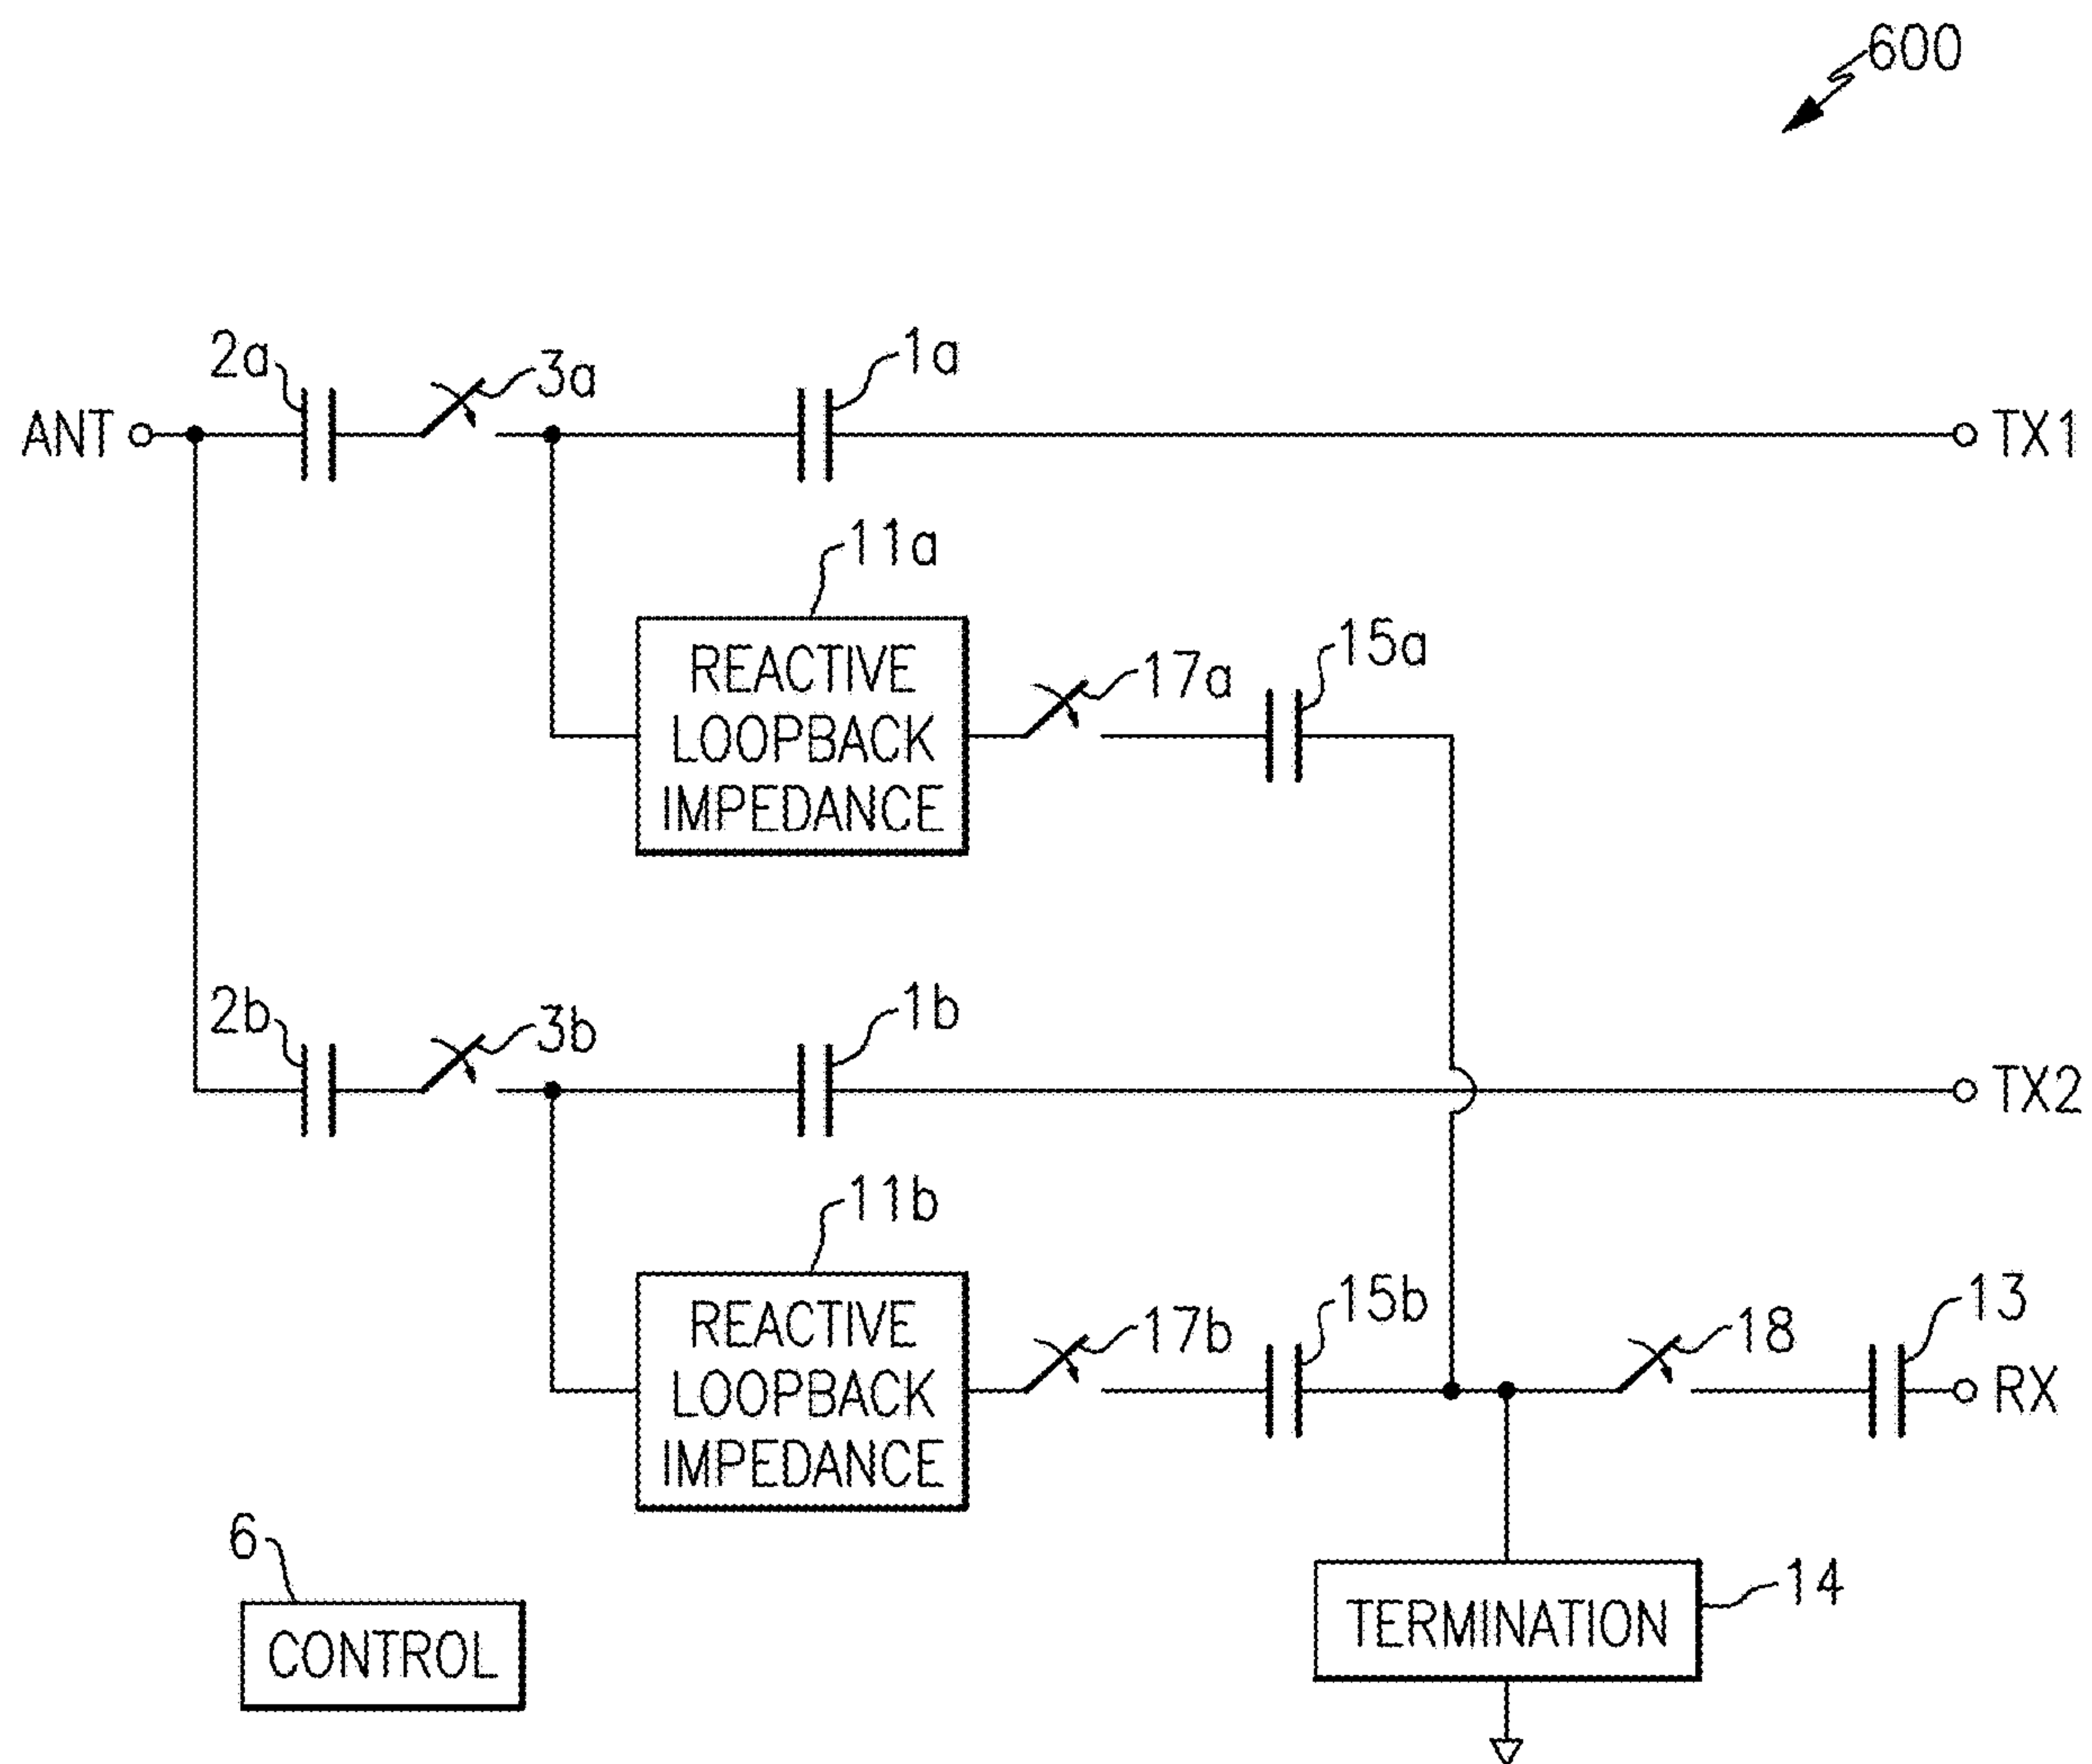 600
2a
3a
1a
ANT
TX1
11a
REACTIVE
LOOPBACK
IMPEDANCE
17a
15a
2b
3b
1b
TX2
11b
REACTIVE
LOOPBACK
IMPEDANCE
17b
15b
18
13
RX
6
CONTROL
TERMINATION
14